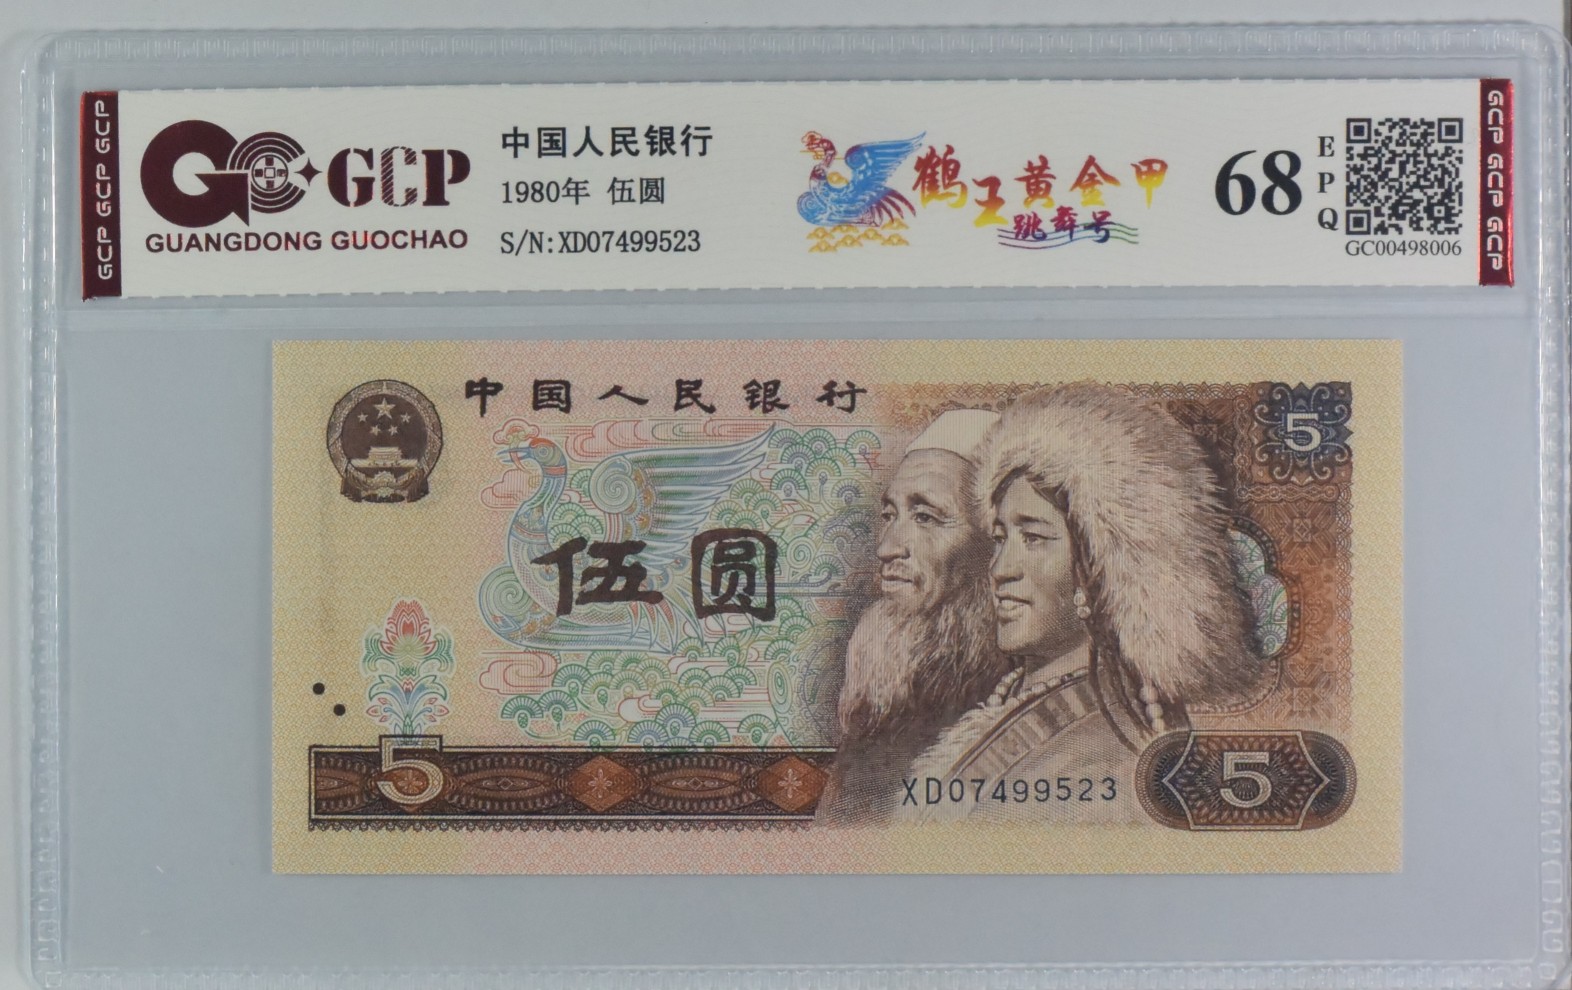 GCP GCP GCP
GCP
GUANGDONG GUOCHAO
中国人民银行
1980年 伍圆
S/N:XD07499523
鹤王黄金甲
跳舞号
68
EPQ
GC00498006
GCP GCP GCP
中国人民银行
5
伍圆
5
XD07499523
5